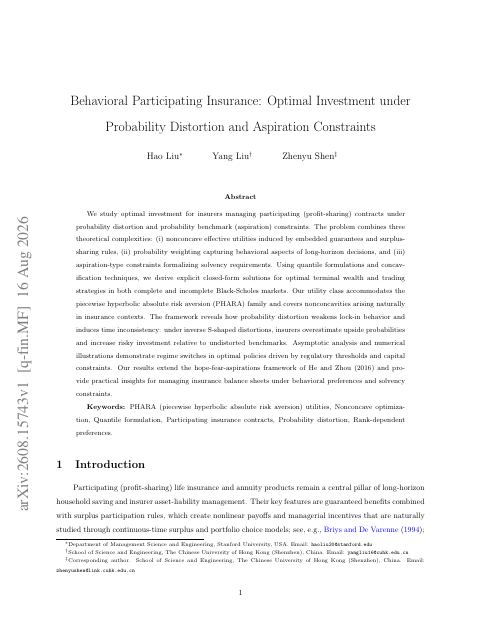 Behavioral Participating Insurance: Optimal Investment under
Probability Distortion and Aspiration Constraints
Hao Liu* Yang Liu† Zhenyu Shen‡
Abstract
We study optimal investment for insurers managing participating (profit-sharing) contracts under
probability distortion and probability benchmark (aspiration) constraints. The problem combines three
theoretical complexities: (i) nonconcave effective utilities induced by embedded guarantees and surplus-
sharing rules, (ii) probability weighting capturing behavioral aspects of long-horizon decisions, and (iii)
aspiration-type constraints formalizing solvency requirements. Using quantile formulations and concav-
ification techniques, we derive explicit closed-form solutions for optimal terminal wealth and trading
strategies in both complete and incomplete Black-Scholes markets. Our utility class accommodates the
piecewise hyperbolic absolute risk aversion (PHARA) family and covers nonconcavities arising naturally
in insurance contexts. The framework reveals how probability distortion weakens lock-in behavior and
induces time inconsistency: under inverse S-shaped distortions, insurers overestimate upside probabilities
and increase risky investment relative to undistorted benchmarks. Asymptotic analysis and numerical
illustrations demonstrate regime switches in optimal policies driven by regulatory thresholds and capital
constraints. Our results extend the hope-fear-aspirations framework of He and Zhou (2016) and pro-
vide practical insights for managing insurance balance sheets under behavioral preferences and solvency
constraints.
Keywords: PHARA (piecewise hyperbolic absolute risk aversion) utilities, Nonconcave optimiza-
tion, Quantile formulation, Participating insurance contracts, Probability distortion, Rank-dependent
preferences.
1 Introduction
Participating (profit-sharing) life insurance and annuity products remain a central pillar of long-horizon
household saving and insurer asset-liability management. Their key features are guaranteed benefits combined
with surplus participation rules, which create nonlinear payoffs and managerial incentives that are naturally
studied through continuous-time surplus and portfolio choice models; see, e.g., Briys and De Varenne (1994);
*Department of Management Science and Engineering, Stanford University, USA. Email: haoliu20@stanford.edu
†School of Science and Engineering, The Chinese University of Hong Kong (Shenzhen), China. Email: yangliu16@cuhk.edu.cn
‡Corresponding author. School of Science and Engineering, The Chinese University of Hong Kong (Shenzhen), China. Email:
zhenyushen@link.cuhk.edu.cn
1
arXiv:2608.15743v1 [q-fin.MF] 16 Aug 2026